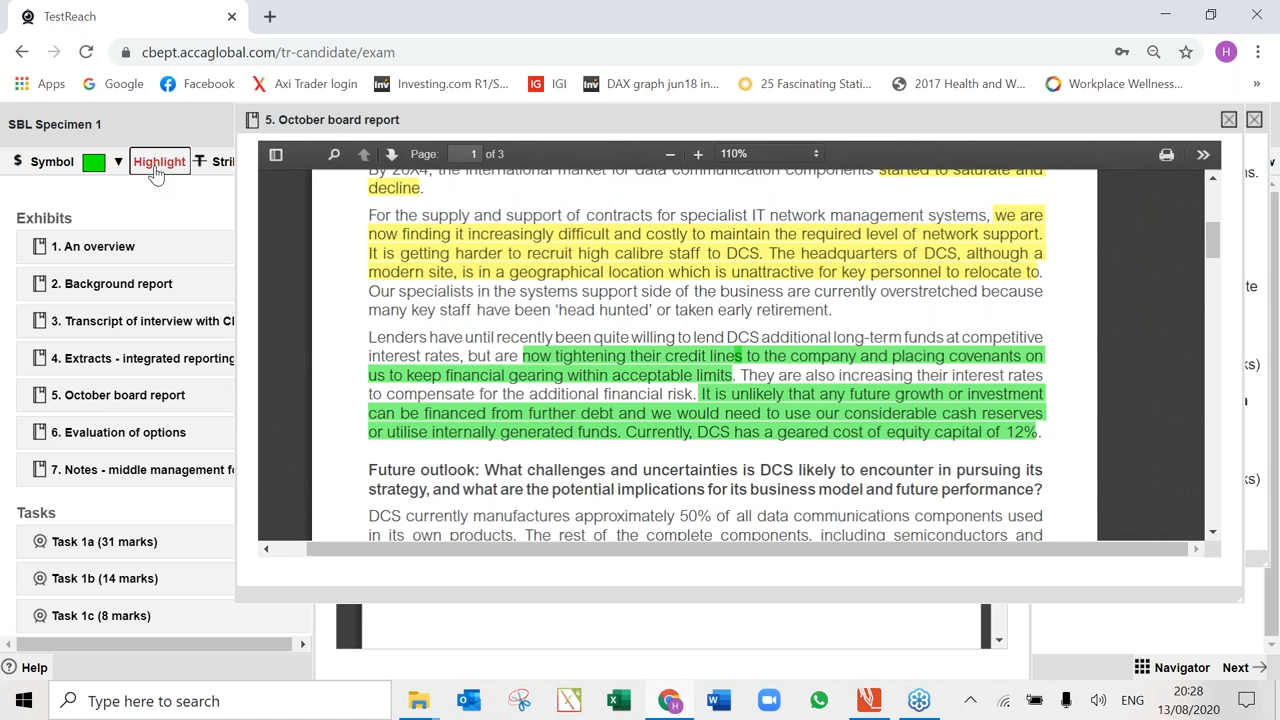 TestReach
cbept.accaglobal.com/tr-candidate/exam
H
Apps Google Facebook Axi Trader login Investing.com R1/S... IGI DAX graph jun18 in... 25 Fascinating Stati... 2017 Health and W... Workplace Wellness... »
SBL Specimen 1
5. October board report
$ Symbol Highlight Stri
Page: 1 of 3 110%
Exhibits
1. An overview
2. Background report
3. Transcript of interview with CE
4. Extracts - integrated reporting
5. October board report
6. Evaluation of options
7. Notes - middle management fo
Tasks
Task 1a (31 marks)
Task 1b (14 marks)
Task 1c (8 marks)
By 20X4, the international market for data communication components started to saturate and
decline.
For the supply and support of contracts for specialist IT network management systems, we are
now finding it increasingly difficult and costly to maintain the required level of network support.
It is getting harder to recruit high calibre staff to DCS. The headquarters of DCS, although a
modern site, is in a geographical location which is unattractive for key personnel to relocate to.
Our specialists in the systems support side of the business are currently overstretched because
many key staff have been ‘head hunted’ or taken early retirement.
Lenders have until recently been quite willing to lend DCS additional long-term funds at competitive
interest rates, but are now tightening their credit lines to the company and placing covenants on
us to keep financial gearing within acceptable limits. They are also increasing their interest rates
to compensate for the additional financial risk. It is unlikely that any future growth or investment
can be financed from further debt and we would need to use our considerable cash reserves
or utilise internally generated funds. Currently, DCS has a geared cost of equity capital of 12%.
Future outlook: What challenges and uncertainties is DCS likely to encounter in pursuing its
strategy, and what are the potential implications for its business model and future performance?
DCS currently manufactures approximately 50% of all data communications components used
in its own products. The rest of the complete components, including semiconductors and
ns.
te
s)
s)
Help
Navigator Next
Type here to search
ENG
20:28
13/08/2020